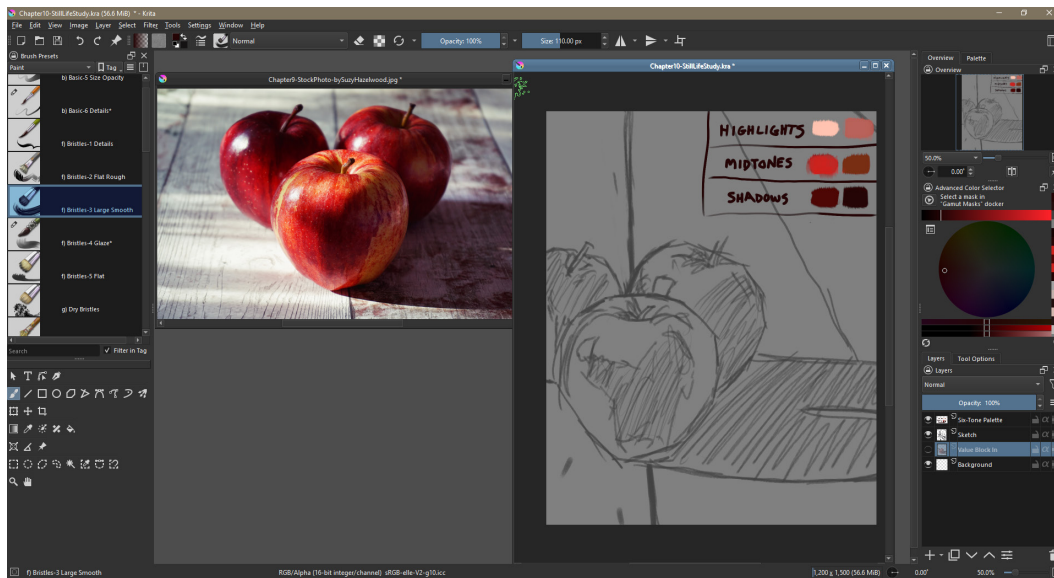 Chapter10-StillLifeStudy.kra (56.6 MiB) * - Krita
File Edit View Image Layer Select Filter Tools Settings Window Help
Normal Opacity: 100% Size: 110.00 px
Brush Presets
Paint Tag
b) Basic-5 Size Opacity
b) Basic-6 Details*
f) Bristles-1 Details
f) Bristles-2 Flat Rough
f) Bristles-3 Large Smooth
f) Bristles-4 Glaze*
f) Bristles-5 Flat
g) Dry Bristles
Search Filter in Tag
Chapter9-StockPhoto-bySuzyHazelwood.jpg *
Chapter10-StillLifeStudy.kra *
HIGHLIGHTS
MIDTONES
SHADOWS
Overview Palette
Overview
50.0%
0.00°
Advanced Color Selector
Select a mask in
"Gamut Masks" docker
Layers Tool Options
Layers
Normal
Opacity: 100%
Six-Tone Palette
Sketch
Value Block In
Background
f) Bristles-3 Large Smooth RGB/Alpha (16-bit integer/channel) sRGB-elle-V2-g10.icc 1,200 x 1,500 (56.6 MiB) 0.00° 50.0%